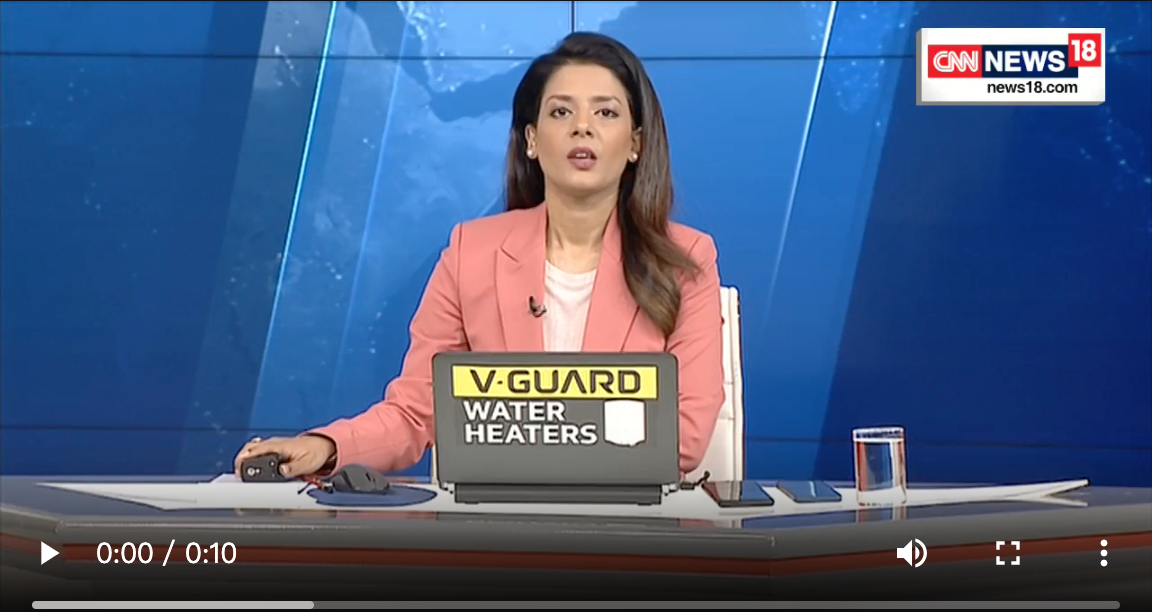 CNN NEWS 18
news18.com
V-GUARD
WATER
HEATERS
0:00 / 0:10